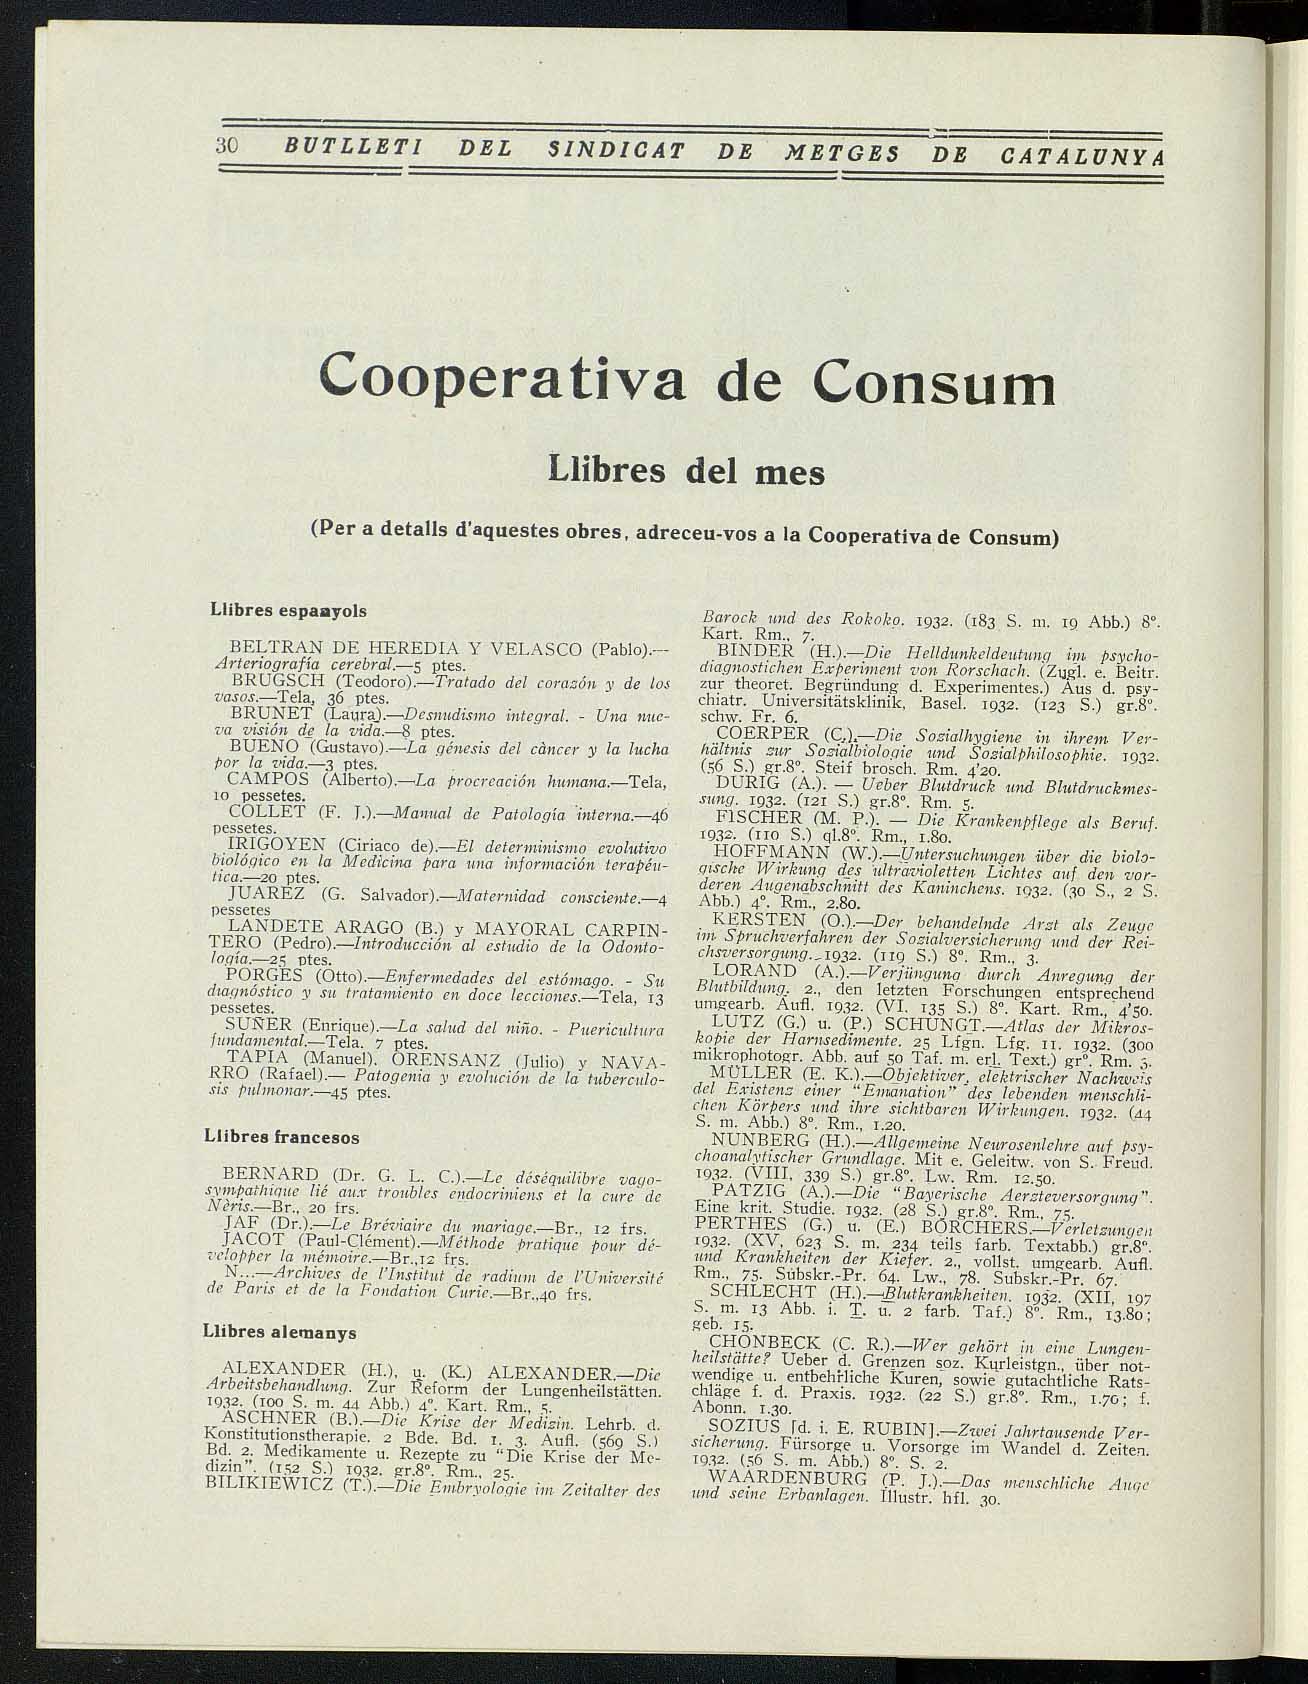 30 BUTLLETI DEL SINDICAT DE METGES DE CATALUNYA
Cooperativa de Consum
Llibres del mes
(Per a detalls d'aquestes obres, adreceu-vos a la Cooperativa de Consum)
Llibres espaayols
BELTRAN DE HEREDIA Y VELASCO (Pablo).—
Arteriografía cerebral.—5 ptes.
BRUGSCH (Teodoro).—Tratado del corazón y de los
vasos.—Tela, 36 ptes.
BRUNET (Laura).—Desnudismo integral. - Una nue-
va visión de la vida.—8 ptes.
BUENO (Gustavo).—La génesis del càncer y la lucha
por la vida.—3 ptes.
CAMPOS (Alberto).—La procreación humana.—Tela,
10 pessetes.
COLLET (F. J.).—Manual de Patología interna.—46
pessetes.
IRIGOYEN (Ciriaco de).—El determinismo evolutivo
biológico en la Medicina para una información terapéu-
tica.—20 ptes.
JUAREZ (G. Salvador).—Maternidad consciente.—4
pessetes
LANDETE ARAGO (B.) y MAYORAL CARPIN-
TERO (Pedro).—Introducción al estudio de la Odonto-
logía.—25 ptes.
PORGES (Otto).—Enfermedades del estómago. - Su
diagnóstico y su tratamiento en doce lecciones.—Tela, 13
pessetes.
SUÑER (Enrique).—La salud del niño. - Puericultura
fundamental.—Tela. 7 ptes.
TAPIA (Manuel). ORENSANZ (Julio) y NAVA-
RRO (Rafael).— Patogenia y evolución de la tuberculo-
sis pulmonar.—45 ptes.
Llibres francesos
BERNARD (Dr. G. L. C.).—Le déséquilibre vago-
sympathique lié aux troubles endocriniens et la cure de
Nèris.—Br., 20 frs.
JAF (Dr.).—Le Bréviaire du mariage.—Br., 12 frs.
JACOT (Paul-Clément).—Méthode pratique pour dé-
velopper la mémoire.—Br.,12 frs.
N...—Archives de l'Institut de radium de l'Université
de Paris et de la Fondation Curie.—Br.,40 frs.
Llibres alemanys
ALEXANDER (H.), u. (K.) ALEXANDER.—Die
Arbeitsbehandlung. Zur Reform der Lungenheilstätten.
1932. (100 S. m. 44 Abb.) 4º. Kart. Rm., 5.
ASCHNER (B.).—Die Krise der Medizin. Lehrb. d.
Konstitutionstherapie. 2 Bde. Bd. 1. 3. Aufl. (569 S.)
Bd. 2. Medikamente u. Rezepte zu "Die Krise der Me-
dizin". (152 S.) 1932. gr.8º. Rm., 25.
BILIKIEWICZ (T.).—Die Embryologie im Zeitalter des
Barock und des Rokoko. 1932. (183 S. m. 19 Abb.) 8º.
Kart. Rm., 7.
BINDER (H.).—Die Helldunkeldeutung im psycho-
diagnostichen Experiment von Rorschach. (Zugl. e. Beitr.
zur theoret. Begründung d. Experimentes.) Aus d. psy-
chiatr. Universitätsklinik, Basel. 1932. (123 S.) gr.8º.
schw. Fr. 6.
COERPER (C.).—Die Sozialhygiene in ihrem Ver-
hältnis zur Sozialbiologie und Sozialphilosophie. 1932.
(56 S.) gr.8º. Steif brosch. Rm. 4'20.
DURIG (A.). — Ueber Blutdruck und Blutdruckmes-
sung. 1932. (121 S.) gr.8º. Rm. 5.
FISCHER (M. P.). — Die Krankenpflege als Beruf.
1932. (110 S.) ql.8º. Rm., 1.80.
HOFFMANN (W.).—Untersuchungen über die biolo-
gische Wirkung des ultravioletten Lichtes auf den vor-
deren Augenabschnitt des Kaninchens. 1932. (30 S., 2 S.
Abb.) 4º. Rm., 2.80.
KERSTEN (O.).—Der behandelnde Arzt als Zeuge
im Spruchverfahren der Sozialversicherung und der Rei-
chsversorgung. 1932. (119 S.) 8º. Rm., 3.
LORAND (A.).—Verjüngung durch Anregung der
Blutbildung. 2., den letzten Forschungen entsprechend
umgearb. Aufl. 1932. (VI. 135 S.) 8º. Kart. Rm., 4'50.
LUTZ (G.) u. (P.) SCHUNGT.—Atlas der Mikros-
kopie der Harnsedimente. 25 Lfgn. Lfg. 11. 1932. (300
mikrophotogr. Abb. auf 50 Taf. m. erl. Text.) grº. Rm. 3.
MÜLLER (E. K.).—Objektiver, elektrischer Nachweis
del Existenz einer "Emanation" des lebenden menschli-
chen Körpers und ihre sichtbaren Wirkungen. 1932. (44
S. m. Abb.) 8º. Rm., 1.20.
NUNBERG (H.).—Allgemeine Neurosenlehre auf psy-
choanalytischer Grundlage. Mit e. Geleitw. von S. Freud.
1932. (VIII, 339 S.) gr.8º. Lw. Rm. 12.50.
PATZIG (A.).—Die "Bayerische Aerzteversorgung".
Eine krit. Studie. 1932. (28 S.) gr.8º. Rm., 75.
PERTHES (G.) u. (E.) BORCHERS.—Verletzungen
1932. (XV, 623 S. m. 234 teils farb. Textabb.) gr.8º.
und Krankheiten der Kiefer. 2., vollst. umgearb. Aufl.
Rm., 75. Subskr.-Pr. 64. Lw., 78. Subskr.-Pr. 67.
SCHLECHT (H.).—Blutkrankheiten. 1932. (XII, 197
S. m. 13 Abb. i. T. u. 2 farb. Taf.) 8º. Rm., 13.80;
geb. 15.
CHONBECK (C. R.).—Wer gehört in eine Lungen-
heilstätte? Ueber d. Grenzen soz. Kurleistgn., über not-
wendige u. entbehrliche Kuren, sowie gutachtliche Rats-
chläge f. d. Praxis. 1932. (22 S.) gr.8º. Rm., 1.70; f.
Abonn. 1.30.
SOZIUS [d. i. E. RUBIN].—Zwei Jahrtausende Ver-
sicherung. Fürsorge u. Vorsorge im Wandel d. Zeiten.
1932. (56 S. m. Abb.) 8º. S. 2.
WAARDENBURG (P. J.).—Das menschliche Auge
und seine Erbanlagen. Illustr. hfl. 30.